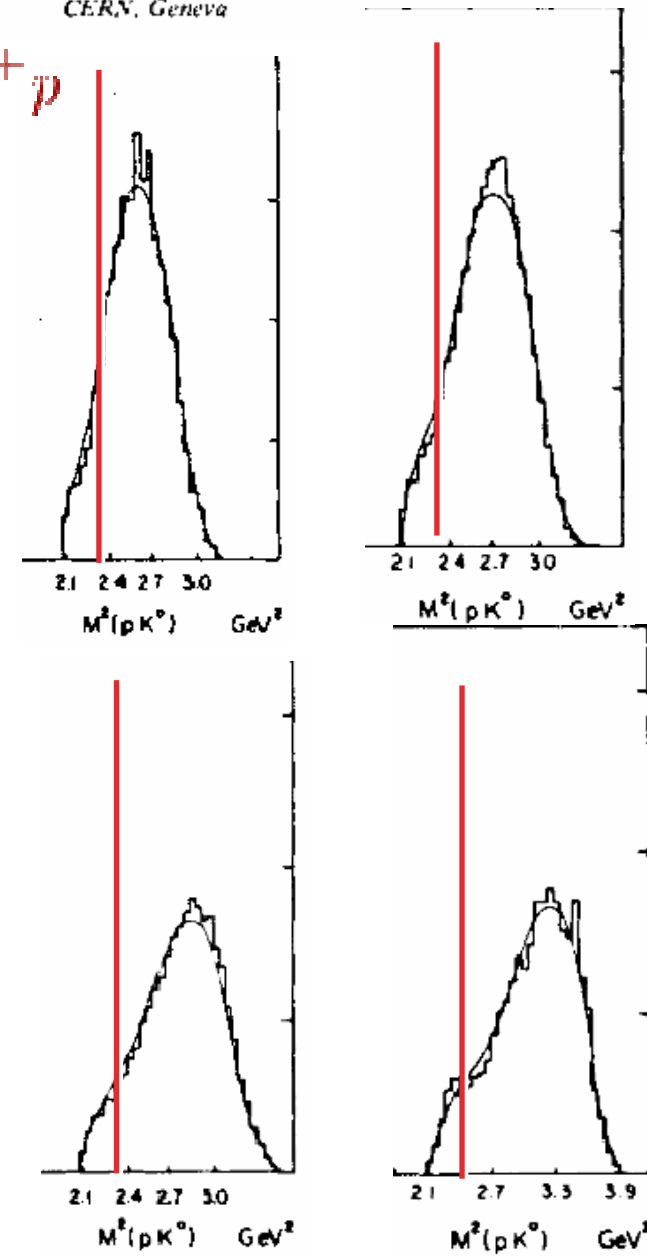 CERN, Geneva
+
p
2.1 2.4 2.7 3.0
M²(pK°) GeV²
2.1 2.4 2.7 3.0
M²(pK°) GeV²
2.1 2.4 2.7 3.0
M²(pK°) GeV²
2.1 2.7 3.3 3.9
M²(pK°) GeV²